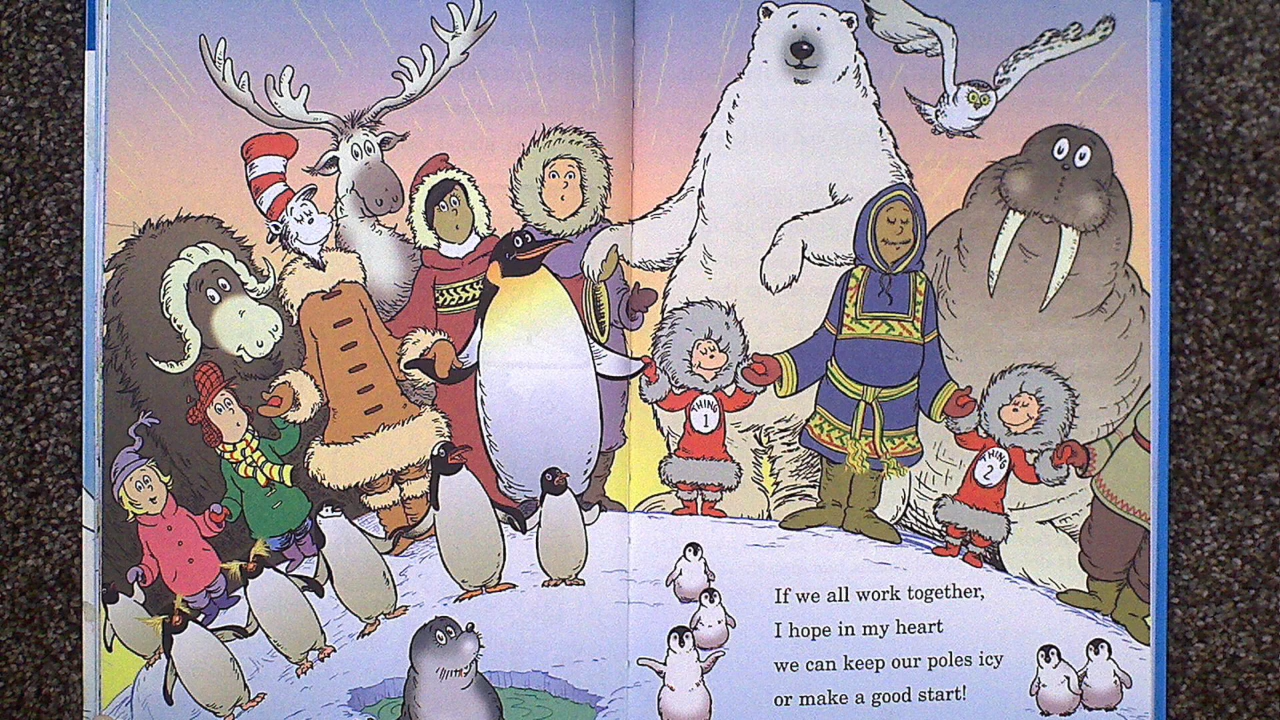 THING
1
THING
2
If we all work together,
I hope in my heart
we can keep our poles icy
or make a good start!